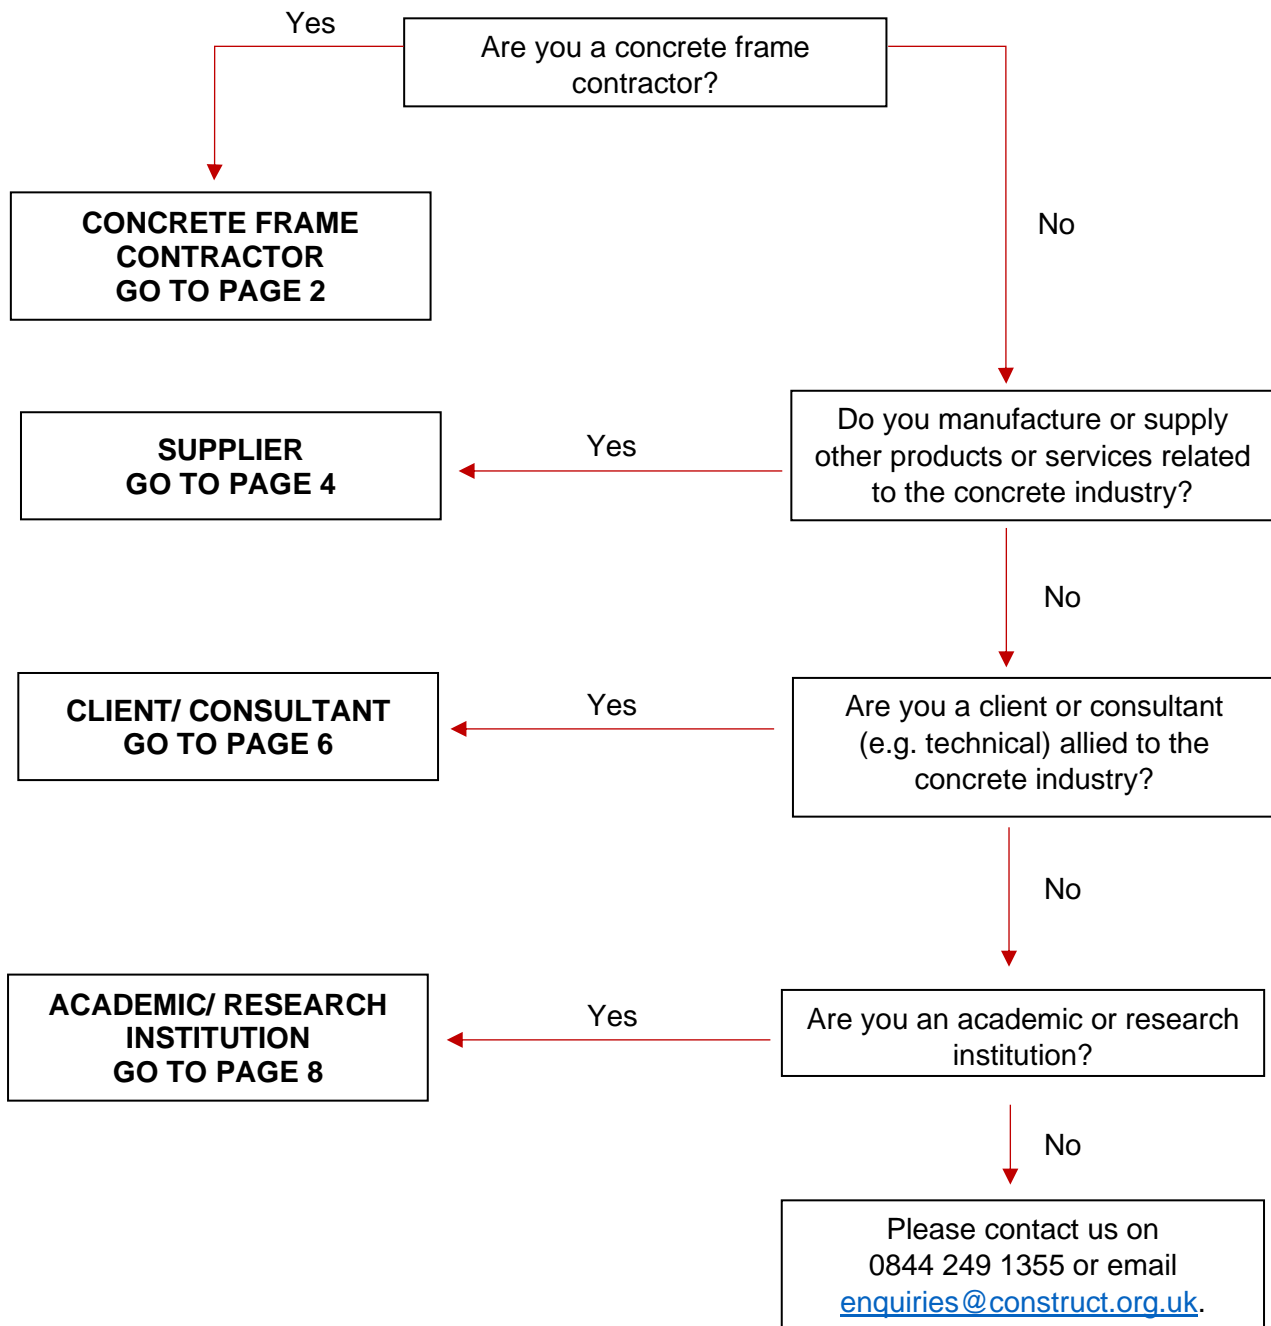 Yes
Are you a concrete frame
contractor?
CONCRETE FRAME
CONTRACTOR
GO TO PAGE 2
No
Do you manufacture or supply
other products or services related
to the concrete industry?
Yes
SUPPLIER
GO TO PAGE 4
No
Are you a client or consultant
(e.g. technical) allied to the
concrete industry?
Yes
CLIENT/ CONSULTANT
GO TO PAGE 6
No
Are you an academic or research
institution?
Yes
ACADEMIC/ RESEARCH
INSTITUTION
GO TO PAGE 8
No
Please contact us on
0844 249 1355 or email
enquiries@construct.org.uk.